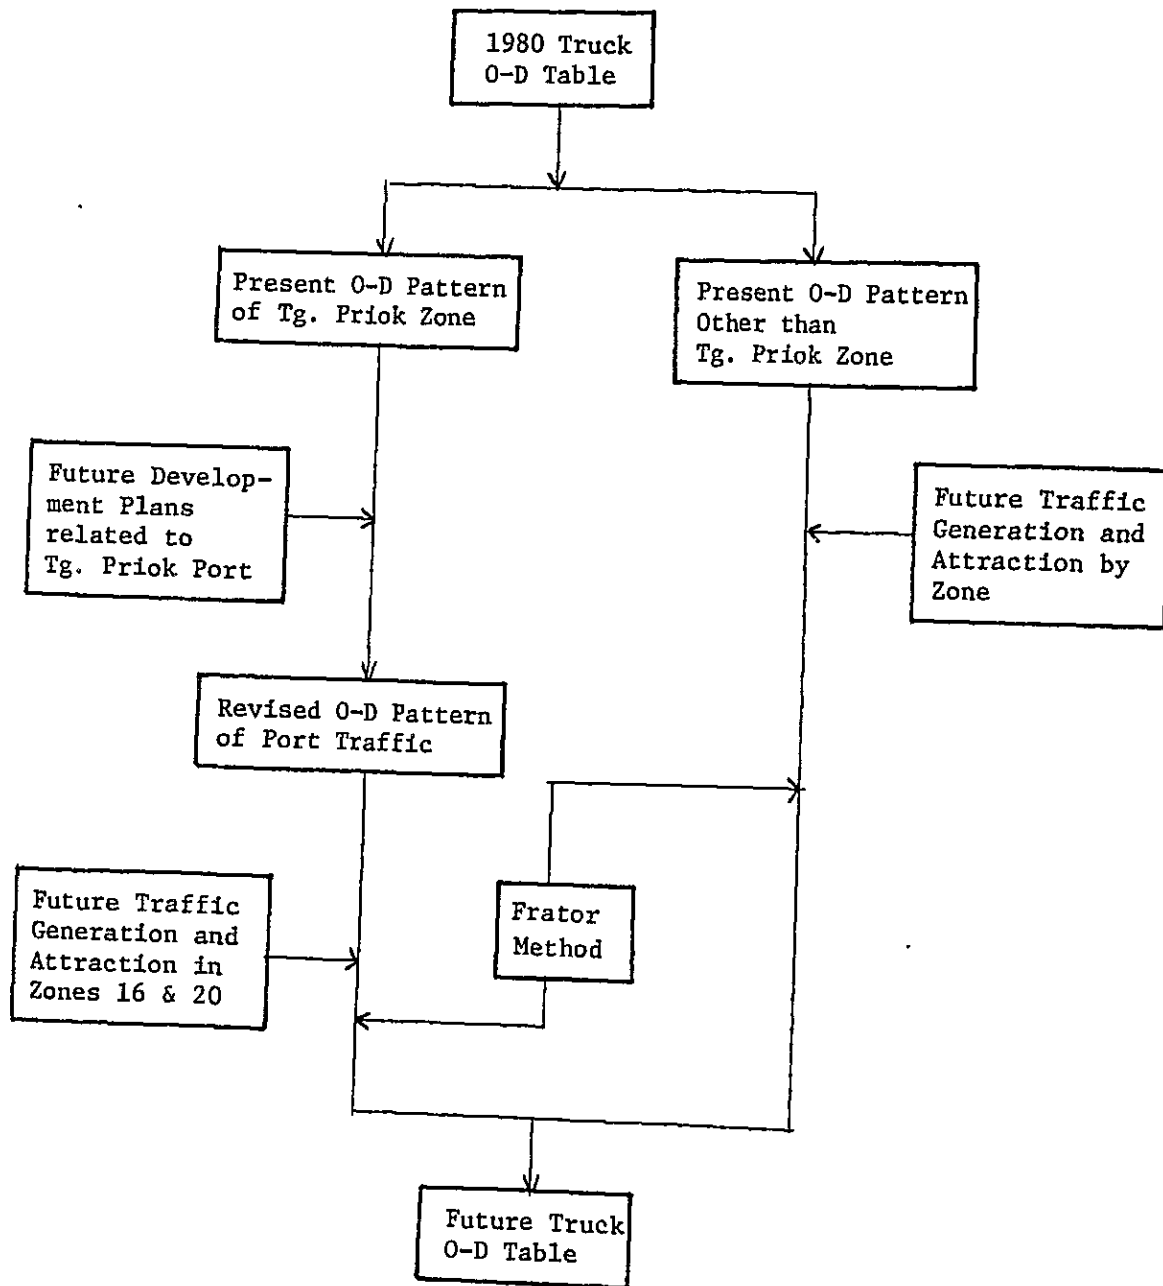 1980 Truck
O-D Table
Present O-D Pattern
of Tg. Priok Zone
Present O-D Pattern
Other than
Tg. Priok Zone
Future Develop-
ment Plans
related to
Tg. Priok Port
Future Traffic
Generation and
Attraction by
Zone
Revised O-D Pattern
of Port Traffic
Future Traffic
Generation and
Attraction in
Zones 16 & 20
Frator
Method
Future Truck
O-D Table